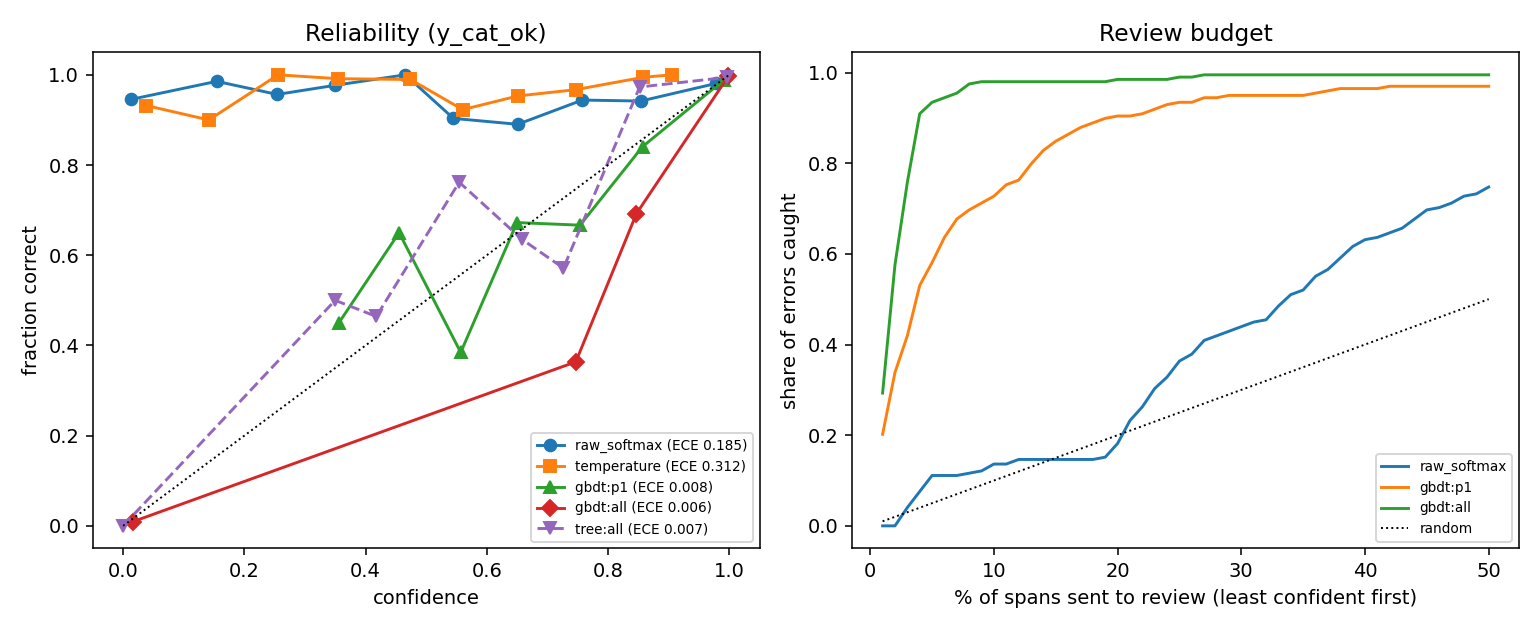 Reliability (y_cat_ok)
fraction correct
1.0
0.8
0.6
0.4
0.2
0.0
raw_softmax (ECE 0.185)
temperature (ECE 0.312)
gbdt:p1 (ECE 0.008)
gbdt:all (ECE 0.006)
tree:all (ECE 0.007)
0.0 0.2 0.4 0.6 0.8 1.0
confidence
Review budget
share of errors caught
1.0
0.8
0.6
0.4
0.2
0.0
raw_softmax
gbdt:p1
gbdt:all
random
0 10 20 30 40 50
% of spans sent to review (least confident first)